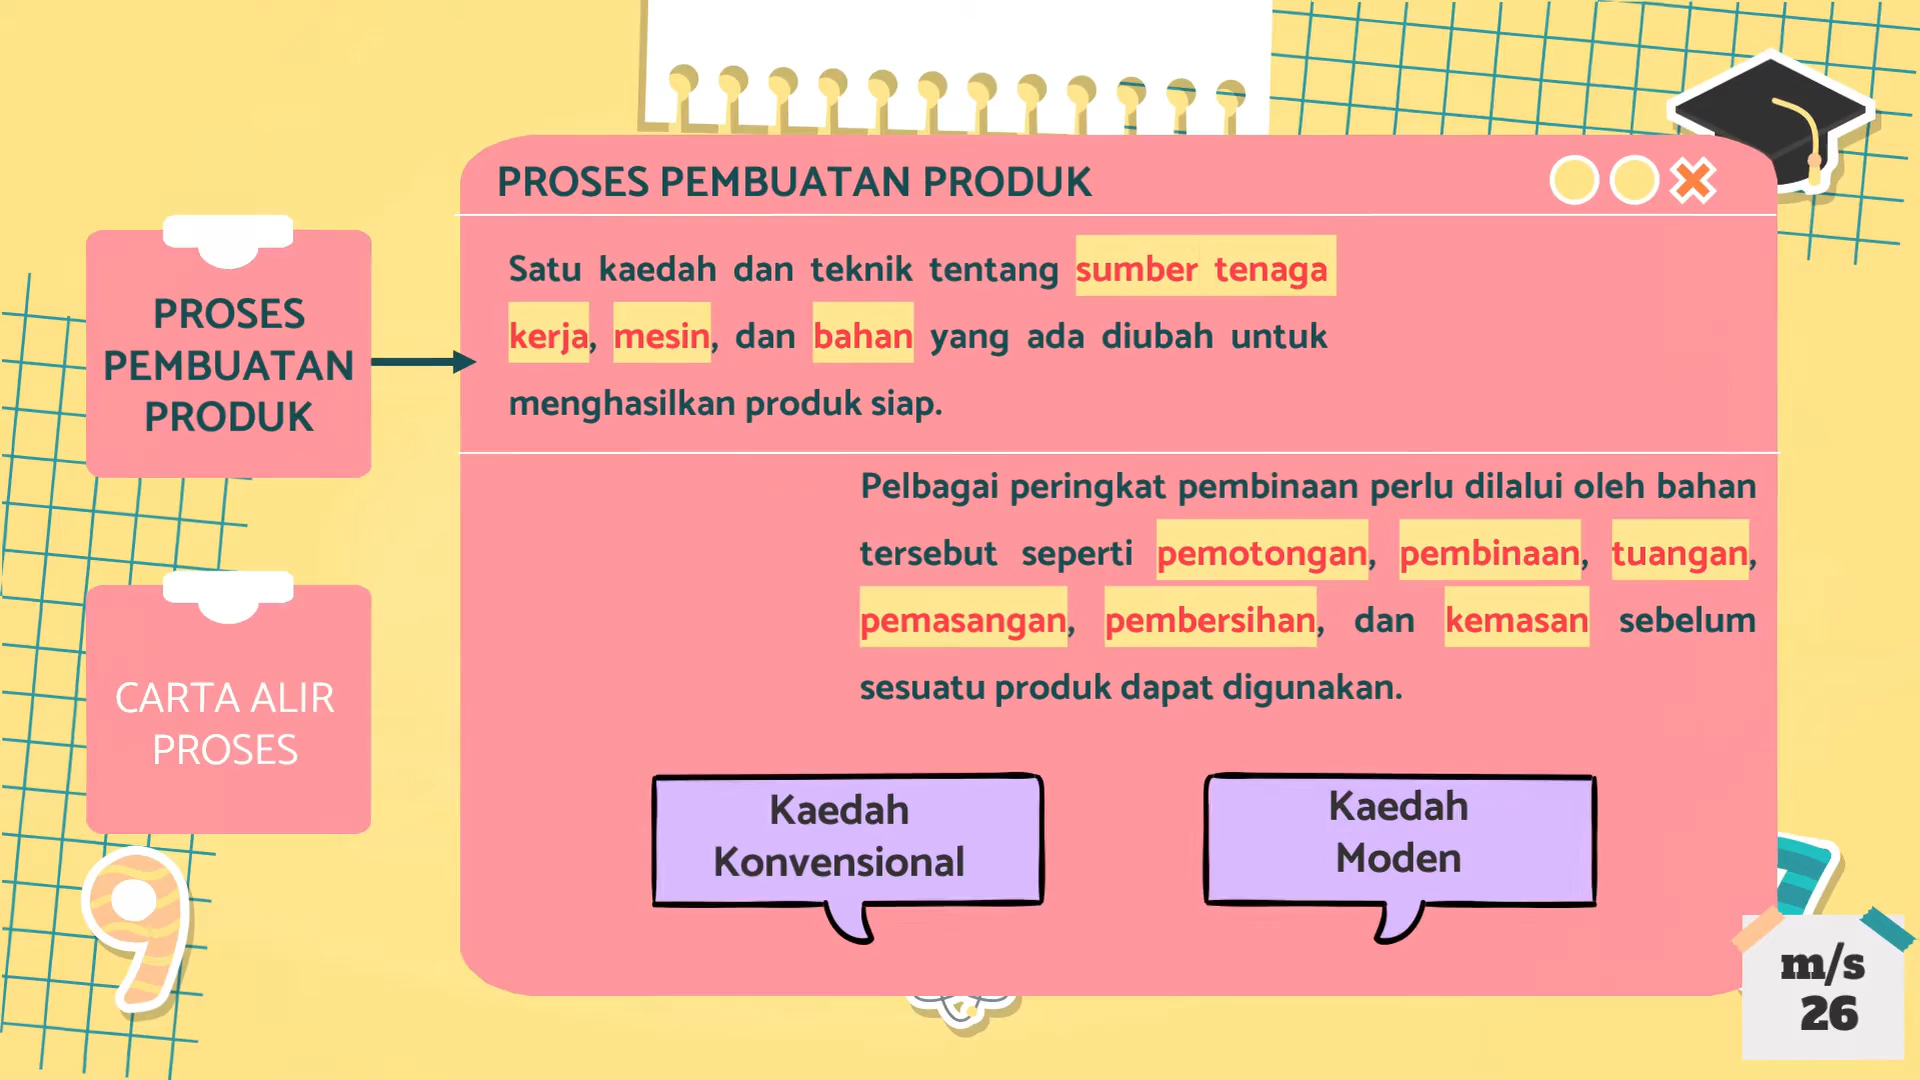 PROSES PEMBUATAN PRODUK
PROSES
PEMBUATAN
PRODUK
Satu kaedah dan teknik tentang sumber tenaga
kerja, mesin, dan bahan yang ada diubah untuk
menghasilkan produk siap.
Pelbagai peringkat pembinaan perlu dilalui oleh bahan
tersebut seperti pemotongan, pembinaan, tuangan,
pemasangan, pembersihan, dan kemasan sebelum
sesuatu produk dapat digunakan.
CARTA ALIR
PROSES
Kaedah
Konvensional
Kaedah
Moden
9
m/s
26